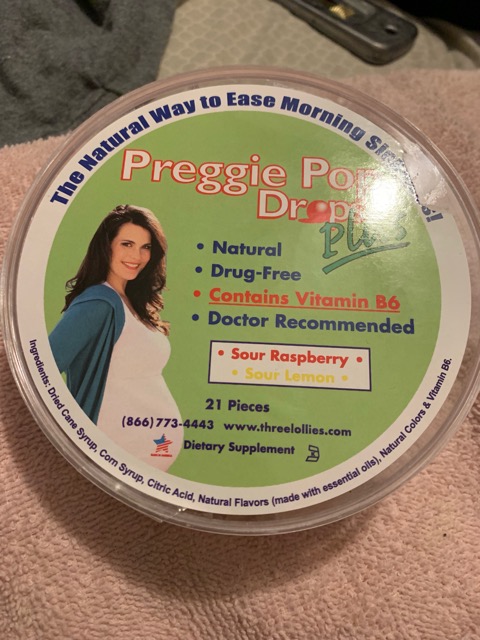 The Natural Way to Ease Morning
Preggie Pop
Drops
Plus
• Natural
• Drug-Free
• Contains Vitamin B6
• Doctor Recommended
• Sour Raspberry •
• Sour Lemon •
21 Pieces
(866)773-4443 www.threelollies.com
Dietary Supplement
Ingredients: Dried Cane Syrup, Corn Syrup, Citric Acid, Natural Flavors (made with essential oils), Natural Colors & Vitamin B6.